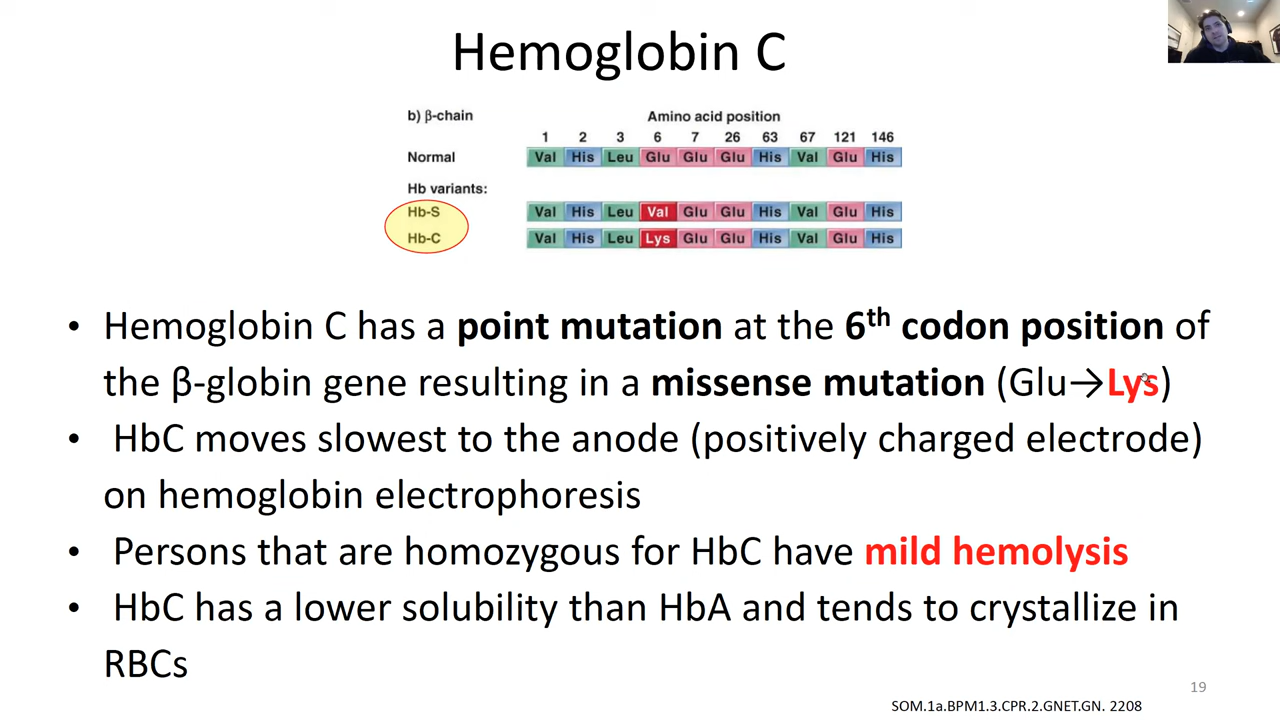 Hemoglobin C
b) β-chain Amino acid position
1 2 3 6 7 26 63 67 121 146
Normal Val His Leu Glu Glu Glu His Val Glu His
Hb variants:
Hb-S Val His Leu Val Glu Glu His Val Glu His
Hb-C Val His Leu Lys Glu Glu His Val Glu His
• Hemoglobin C has a point mutation at the 6th codon position of
the β-globin gene resulting in a missense mutation (Glu→Lys)
• HbC moves slowest to the anode (positively charged electrode)
on hemoglobin electrophoresis
• Persons that are homozygous for HbC have mild hemolysis
• HbC has a lower solubility than HbA and tends to crystallize in
RBCs
19
SOM.1a.BPM1.3.CPR.2.GNET.GN. 2208